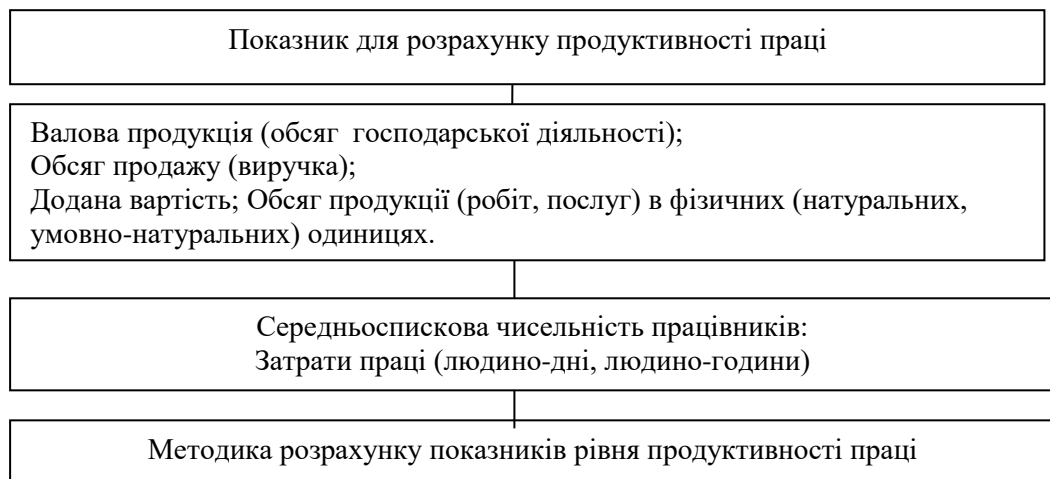 Показник для розрахунку продуктивності праці
Валова продукція (обсяг господарської діяльності);
Обсяг продажу (виручка);
Додана вартість; Обсяг продукції (робіт, послуг) в фізичних (натуральних,
умовно-натуральних) одиницях.
Середньоспискова чисельність працівників:
Затрати праці (людино-дні, людино-години)
Методика розрахунку показників рівня продуктивності праці